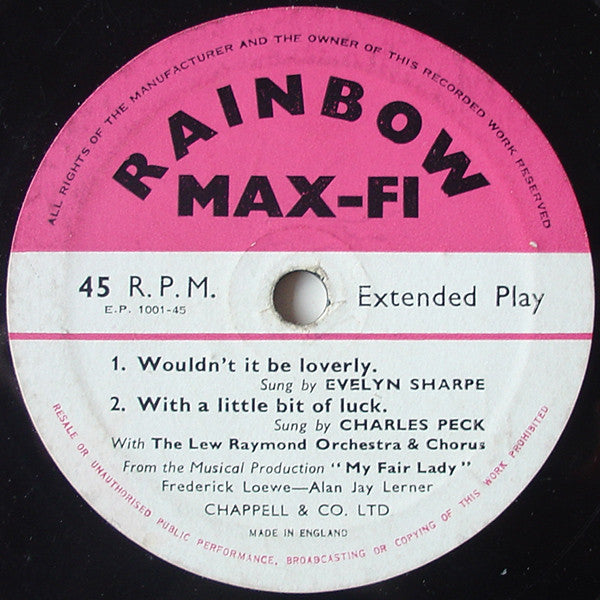 ALL RIGHTS OF THE MANUFACTURER AND THE OWNER OF THIS RECORDED WORK RESERVED
RAINBOW
MAX-FI
45 R.P.M.
E.P. 1001-45
Extended Play
1. Wouldn't it be loverly.
Sung by EVELYN SHARPE
2. With a little bit of luck.
Sung by CHARLES PECK
With The Lew Raymond Orchestra & Chorus
From the Musical Production "My Fair Lady"
Frederick Loewe—Alan Jay Lerner
CHAPPELL & CO. LTD
MADE IN ENGLAND
RESALE OR UNAUTHORISED PUBLIC PERFORMANCE, BROADCASTING OR COPYING OF THIS WORK PROHIBITED